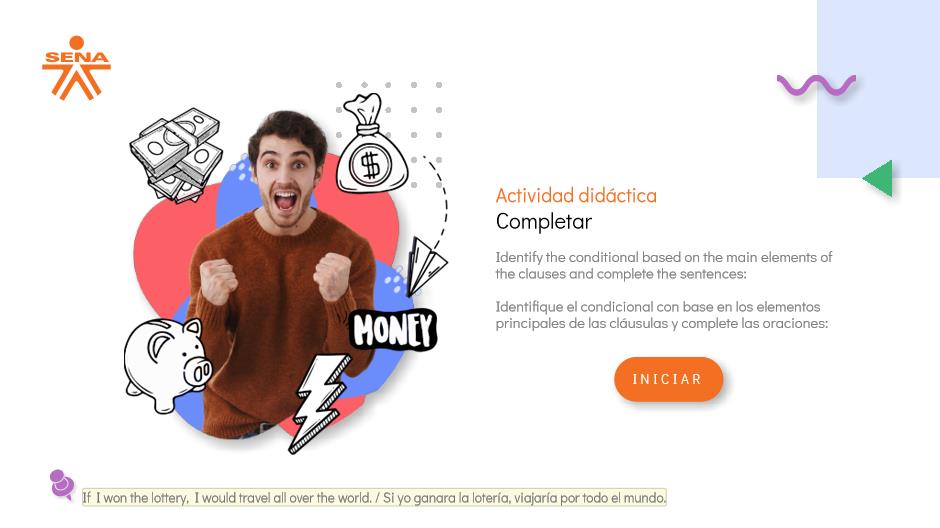 SENA
$
Actividad didáctica
Completar
Identify the conditional based on the main elements of
the clauses and complete the sentences:
Identifique el condicional con base en los elementos
principales de las cláusulas y complete las oraciones:
MONEY
INICIAR
If I won the lottery, I would travel all over the world. / Si yo ganara la lotería, viajaría por todo el mundo.